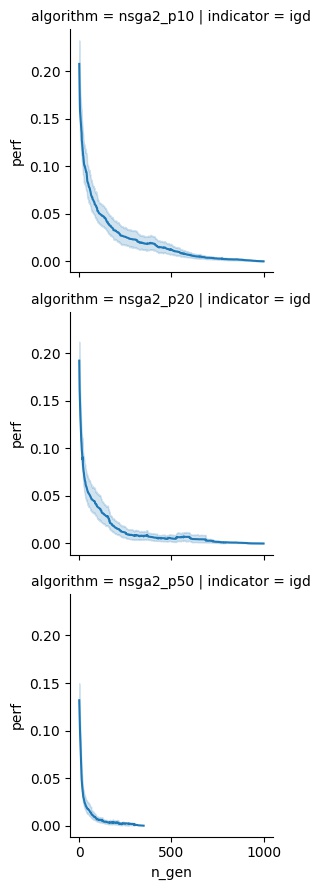 algorithm = nsga2_p10 | indicator = igd
0.20
0.15
perf
0.10
0.05
0.00
algorithm = nsga2_p20 | indicator = igd
0.20
0.15
perf
0.10
0.05
0.00
algorithm = nsga2_p50 | indicator = igd
0.20
0.15
perf
0.10
0.05
0.00
0 500 1000
n_gen